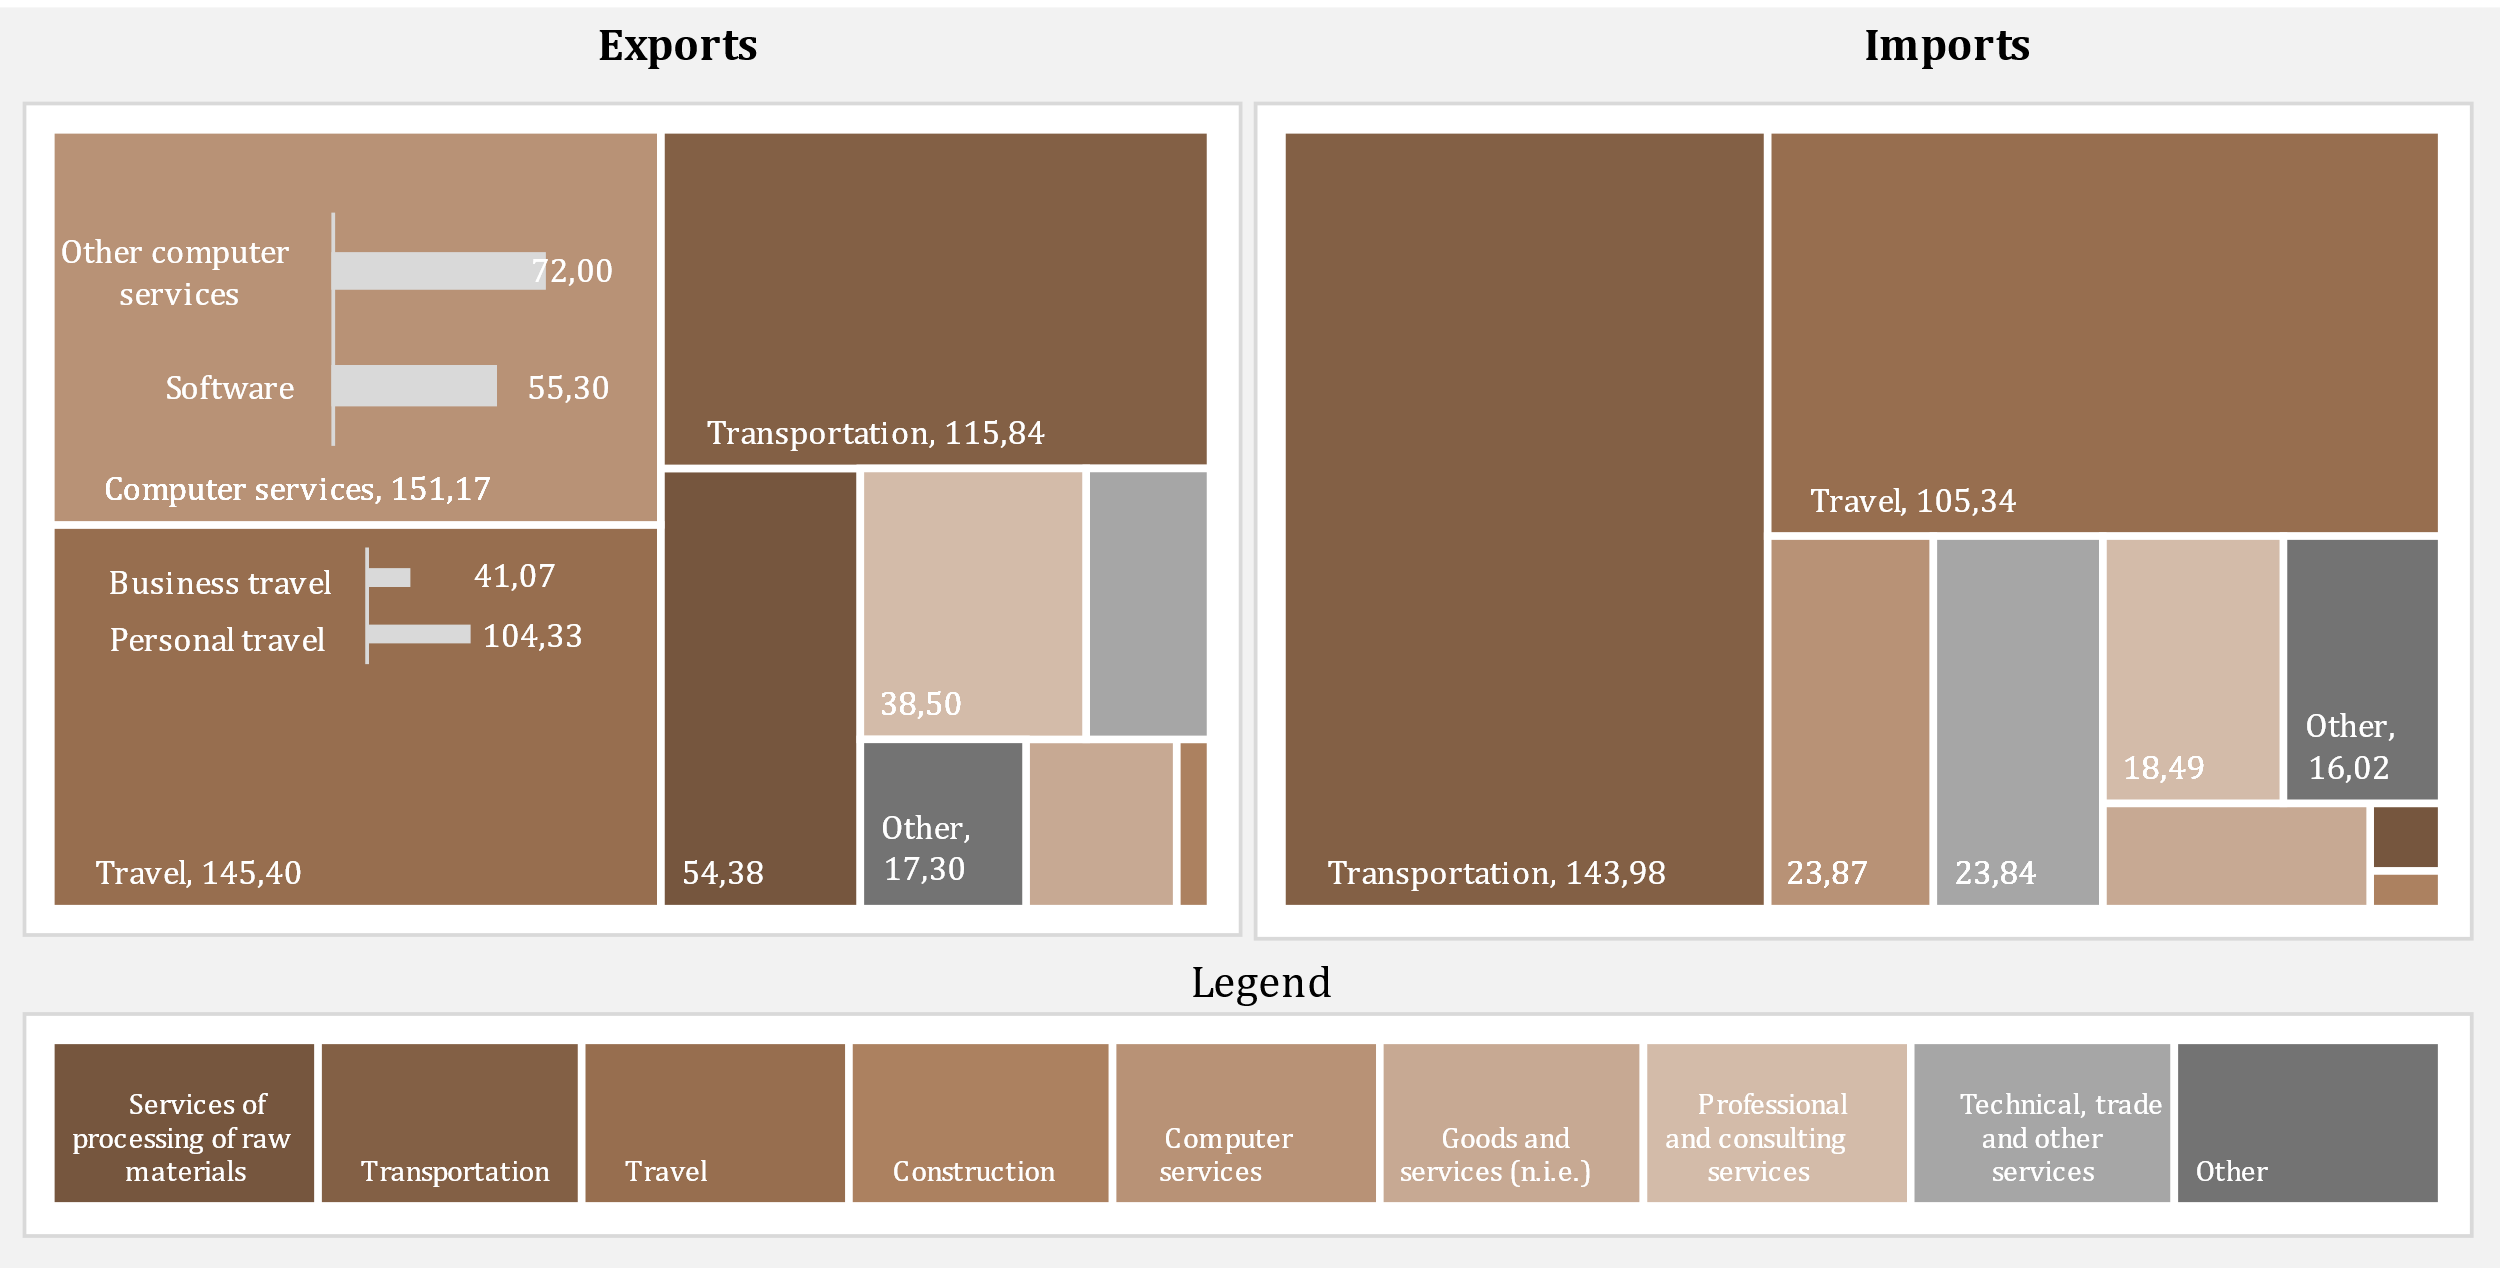 Exports
Other computer
services
72,00
Software
55,30
Computer services, 151,17
Business travel
41,07
Personal travel
104,33
Travel, 145,40
Transportation, 115,84
54,38
38,50
Other,
17,30
Imports
Transportation, 143,98
Travel, 105,34
23,87
23,84
18,49
Other,
16,02
Legend
Services of
processing of raw
materials
Transportation
Travel
Construction
Computer
services
Goods and
services (n.i.e.)
Professional
and consulting
services
Technical, trade
and other
services
Other